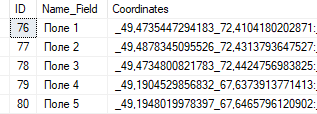 ID Name_Field Coordinates
76 Поле 1 _49,4735447294183_72,4104180202871:
77 Поле 2 _49,4878345095526_72,4313793647527:
78 Поле 3 _49,4734800821783_72,4424756983825:
79 Поле 4 _49,1904529856832_67,6373913771413:
80 Поле 5 _49,1948019978397_67,6465796120902: